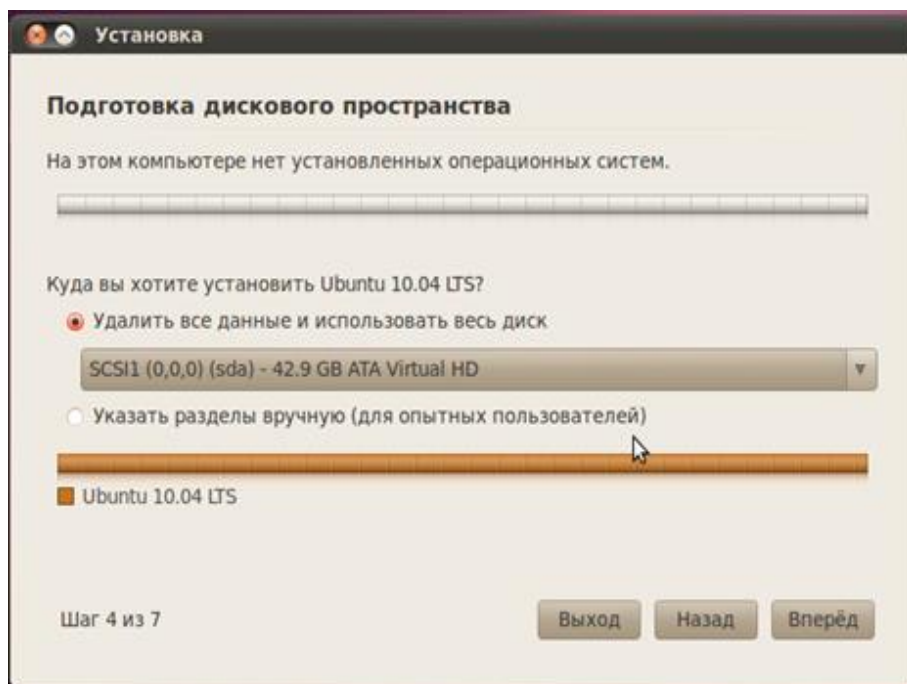 Установка
Подготовка дискового пространства
На этом компьютере нет установленных операционных систем.
Куда вы хотите установить Ubuntu 10.04 LTS?
Удалить все данные и использовать весь диск
SCSI1 (0,0,0) (sda) - 42.9 GB ATA Virtual HD
Указать разделы вручную (для опытных пользователей)
Ubuntu 10.04 LTS
Шаг 4 из 7
Выход
Назад
Вперёд